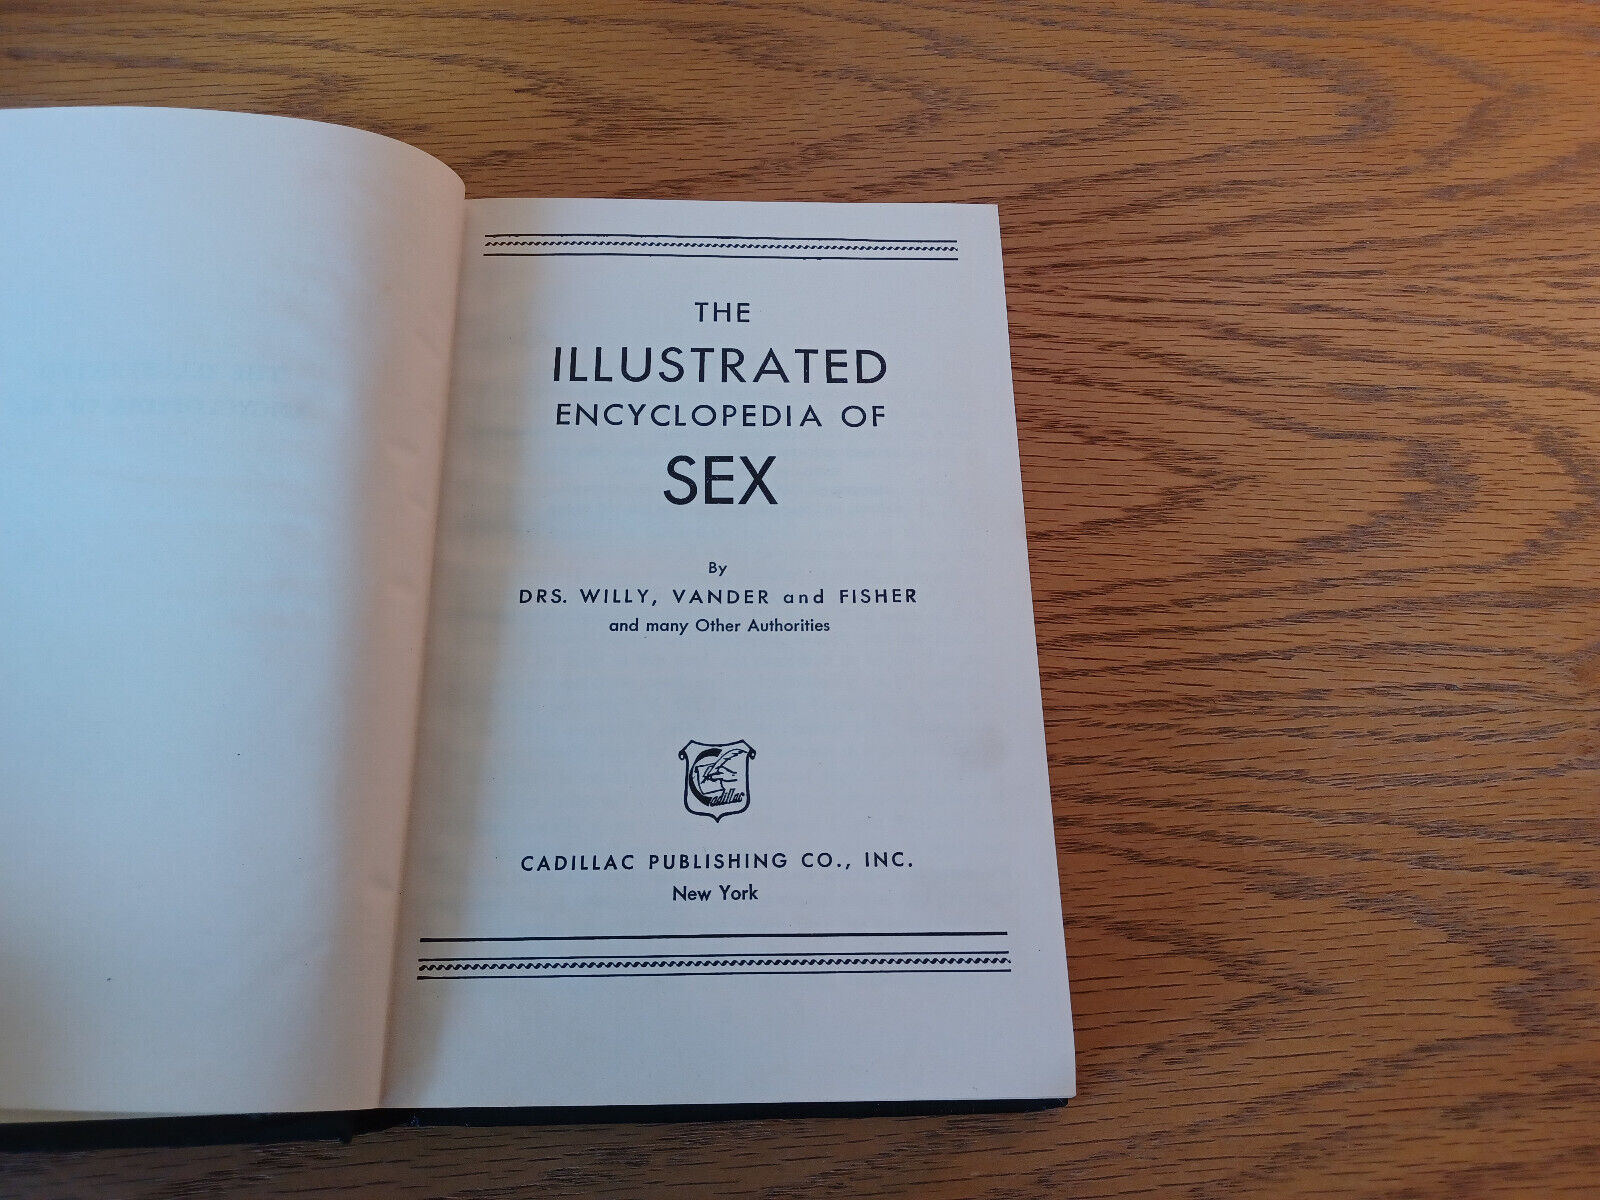 THE
ILLUSTRATED
ENCYCLOPEDIA OF
SEX
By
DRS. WILLY, VANDER and FISHER
and many Other Authorities
Cadillac
CADILLAC PUBLISHING CO., INC.
New York